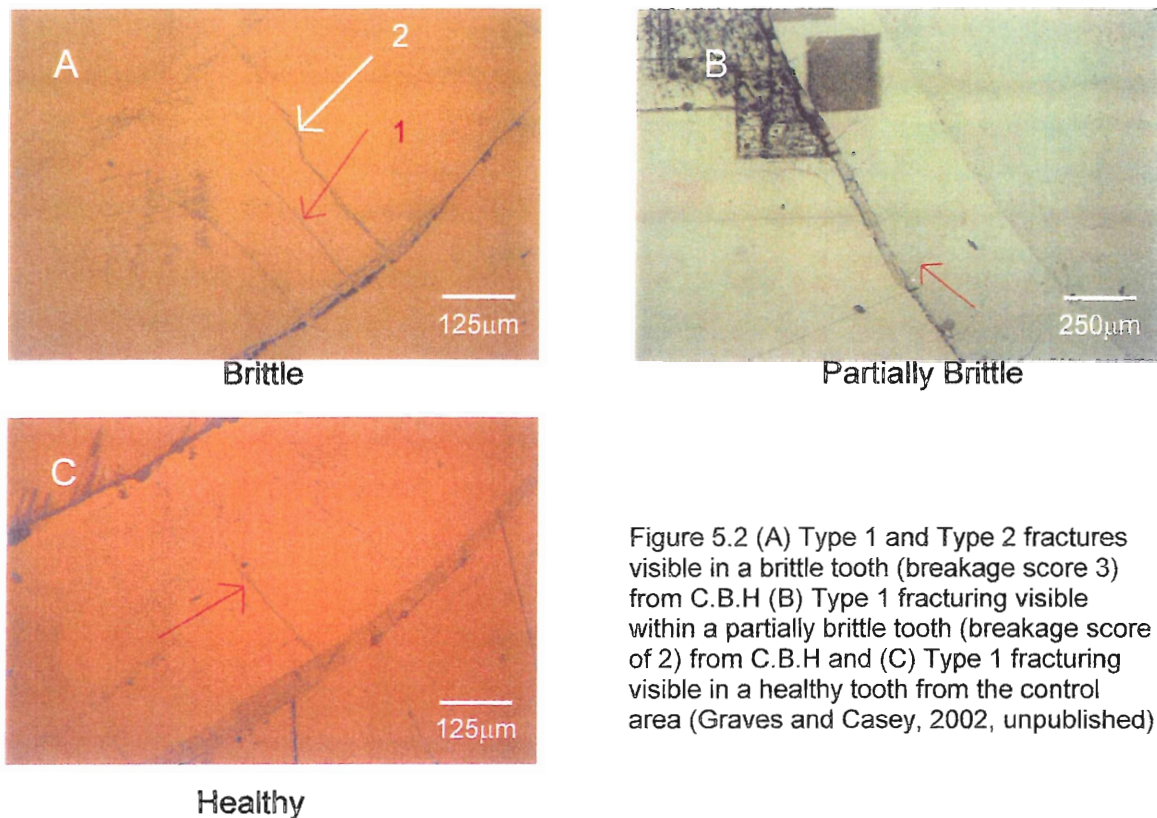 A
2
1
125µm
Brittle
B
250µm
Partially Brittle
C
125µm
Healthy
Figure 5.2 (A) Type 1 and Type 2 fractures
visible in a brittle tooth (breakage score 3)
from C.B.H (B) Type 1 fracturing visible
within a partially brittle tooth (breakage score
of 2) from C.B.H and (C) Type 1 fracturing
visible in a healthy tooth from the control
area (Graves and Casey, 2002, unpublished)